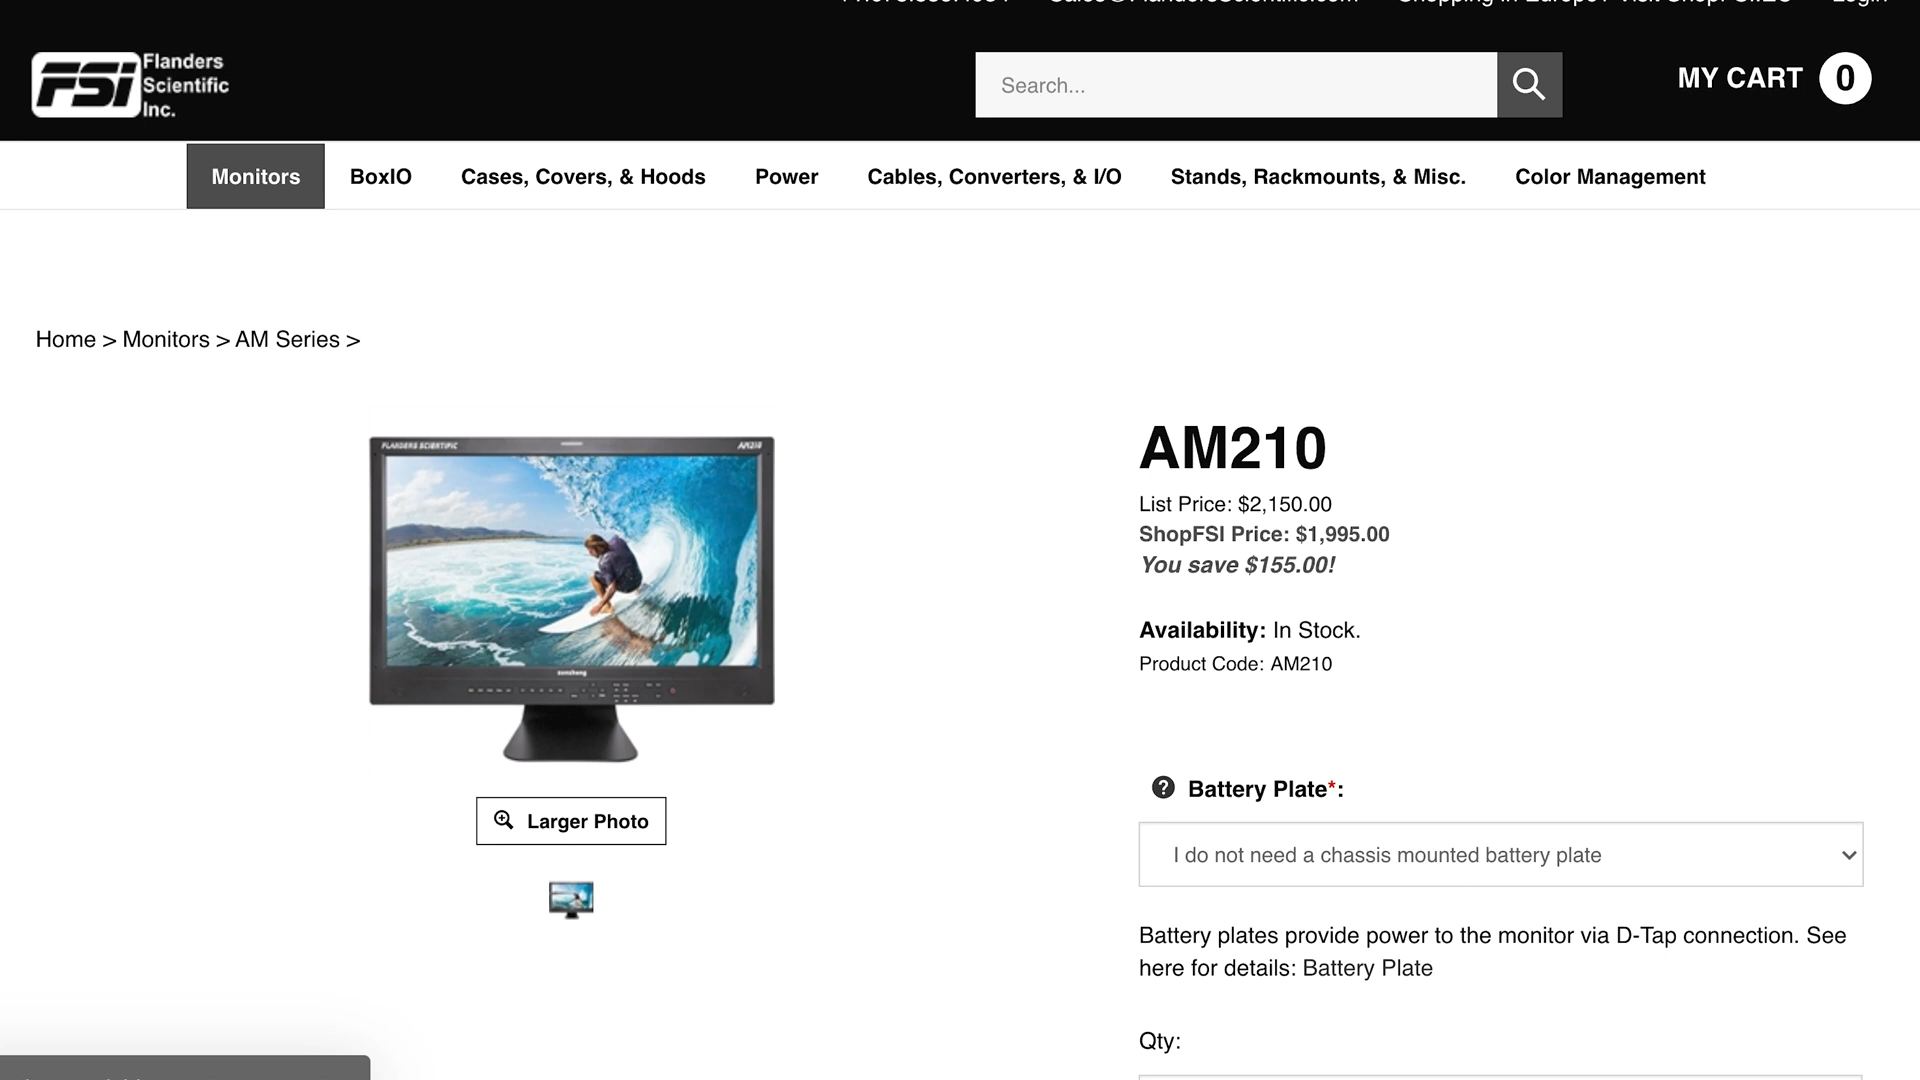 FSI
Flanders
Scientific
Inc.
Search...
MY CART 0
Monitors BoxIO Cases, Covers, & Hoods Power Cables, Converters, & I/O Stands, Rackmounts, & Misc. Color Management
Home > Monitors > AM Series >
FLANDERS SCIENTIFIC AM210
AM210
List Price: $2,150.00
ShopFSI Price: $1,995.00
You save $155.00!
Availability: In Stock.
Product Code: AM210
Larger Photo
? Battery Plate*:
I do not need a chassis mounted battery plate
Battery plates provide power to the monitor via D-Tap connection. See
here for details: Battery Plate
Qty: